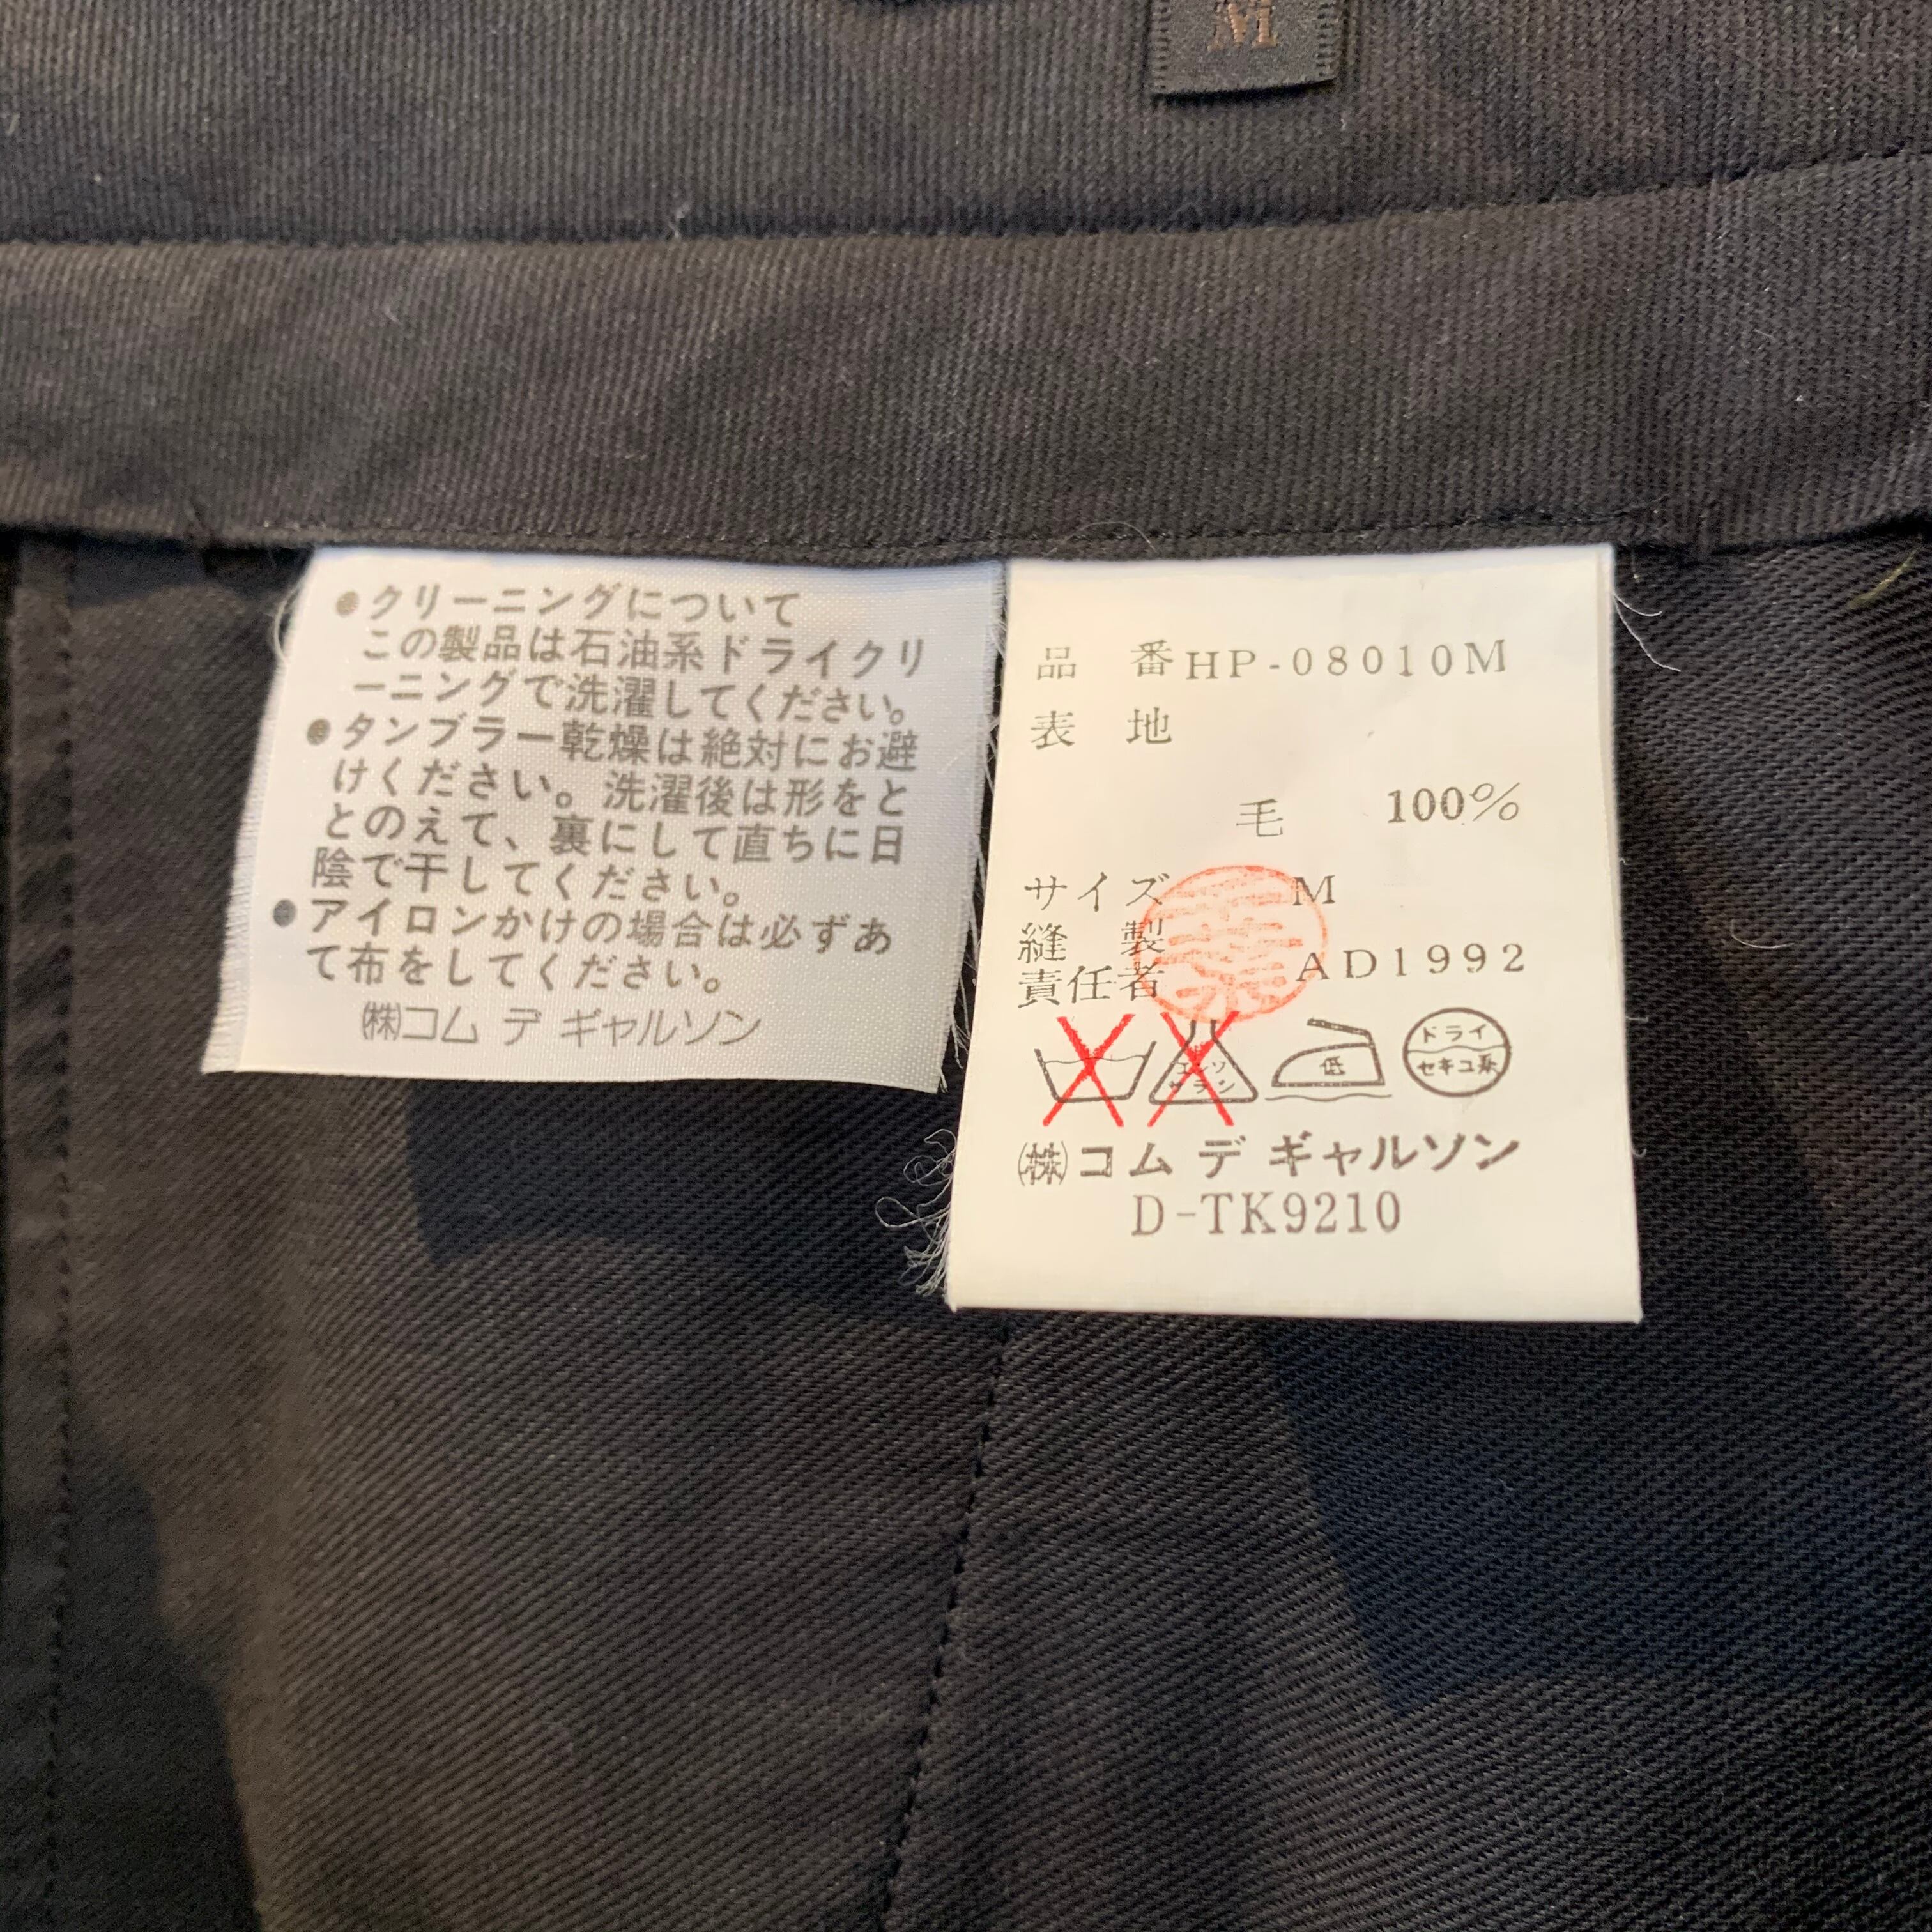 M
●クリーニングについて
この製品は石油系ドライクリ
ーニングで洗濯してください。
●タンブラー乾燥は絶対にお避
けください。洗濯後は形をと
とのえて、裏にして直ちに日
陰で干してください。
●アイロンかけの場合は必ずあ
て布をしてください。
㈱コム デ ギャルソン
品 番 HP-08010M
表 地
毛 100%
サイズ M
縫 製
責任者 AD1992
エンソ
サラシ
低
ドライ
セキユ系
㈱コム デ ギャルソン
D-TK9210